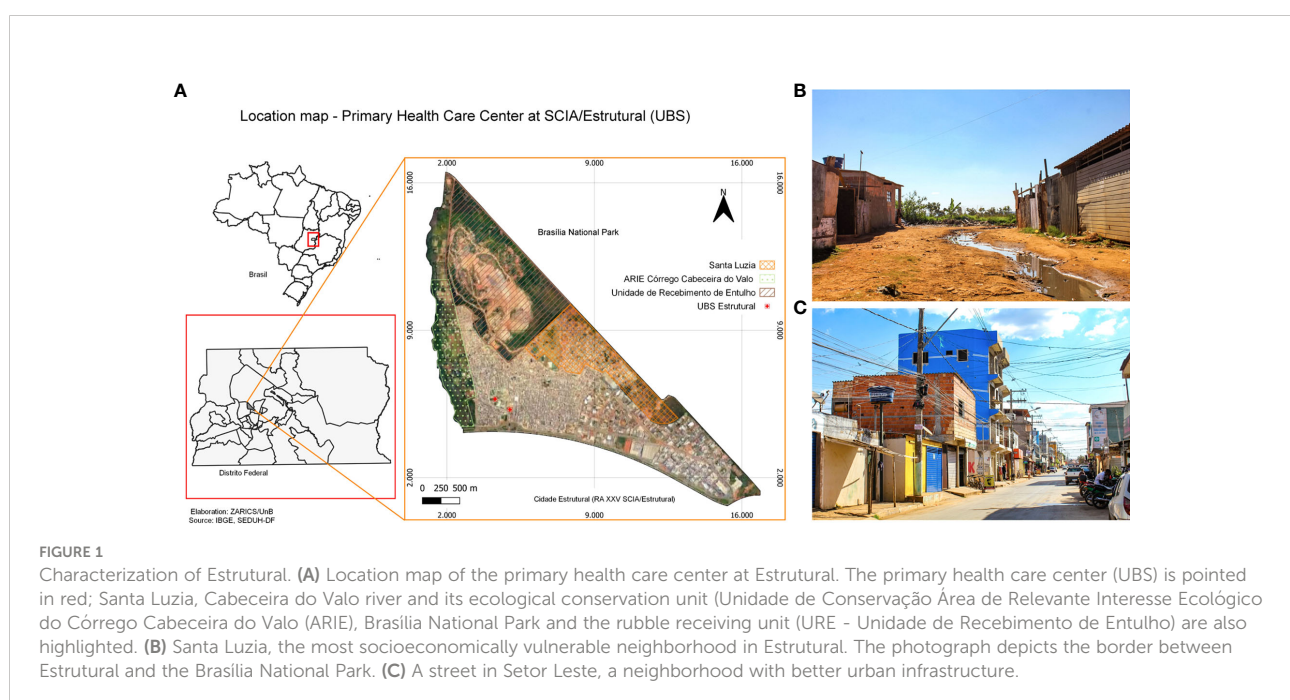 A
Location map - Primary Health Care Center at SCIA/Estrutural (UBS)
2.000
9.000
16.000
16.000
16.000
N
Brasília National Park
Brasil
Santa Luzia
ARIE Córrego Cabeceira do Valo
Unidade de Recebimento de Entulho
UBS Estrutural
9.000
9.000
Distrito Federal
2.000
2.000
0 250 500 m
Cidade Estrutural (RA XXV SCIA/Estrutural)
2.000
9.000
16.000
Elaboration: ZARICS/UnB
Source: IBGE, SEDUH-DF
B
C
K
FIGURE 1
Characterization of Estrutural. (A) Location map of the primary health care center at Estrutural. The primary health care center (UBS) is pointed
in red; Santa Luzia, Cabeceira do Valo river and its ecological conservation unit (Unidade de Conservação Área de Relevante Interesse Ecológico
do Córrego Cabeceira do Valo (ARIE), Brasília National Park and the rubble receiving unit (URE - Unidade de Recebimento de Entulho) are also
highlighted. (B) Santa Luzia, the most socioeconomically vulnerable neighborhood in Estrutural. The photograph depicts the border between
Estrutural and the Brasília National Park. (C) A street in Setor Leste, a neighborhood with better urban infrastructure.